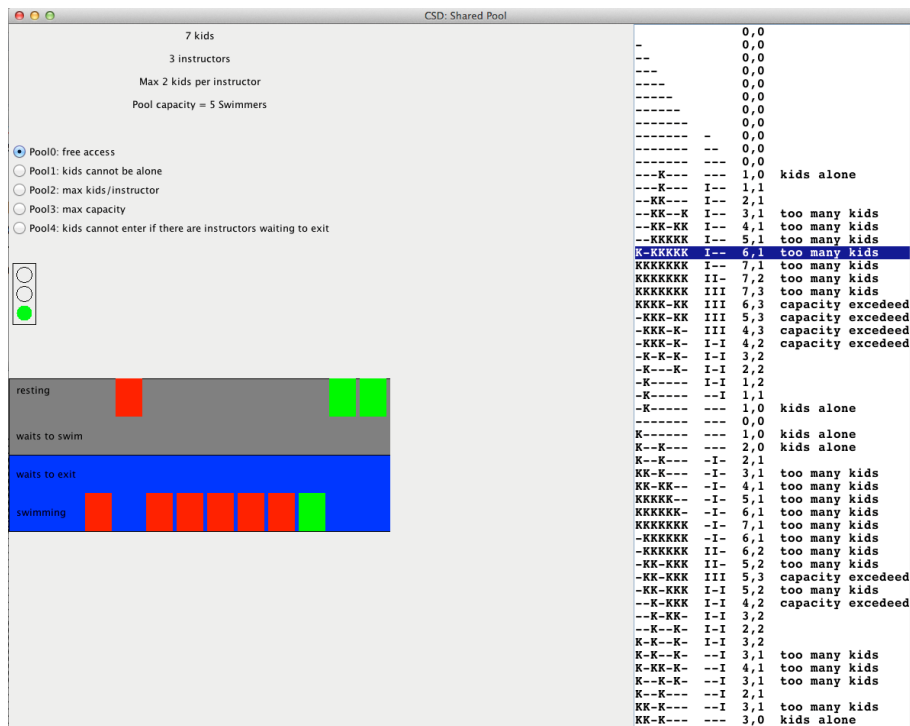 CSD: Shared Pool
7 kids
3 instructors
Max 2 kids per instructor
Pool capacity = 5 Swimmers
Pool0: free access
Pool1: kids cannot be alone
Pool2: max kids/instructor
Pool3: max capacity
Pool4: kids cannot enter if there are instructors waiting to exit
resting
waits to swim
waits to exit
swimming
0,0
- 0,0
-- 0,0
--- 0,0
---- 0,0
----- 0,0
------ 0,0
------- 0,0
------- - 0,0
------- -- 0,0
------- --- 0,0
---K--- --- 1,0 kids alone
---K--- I-- 1,1
--KK--- I-- 2,1
--KK--K I-- 3,1 too many kids
--KK-KK I-- 4,1 too many kids
--KKKKK I-- 5,1 too many kids
K-KKKKK I-- 6,1 too many kids
KKKKKKK I-- 7,1 too many kids
KKKKKKK II- 7,2 too many kids
KKKKKKK III 7,3 too many kids
KKKK-KK III 6,3 capacity excedeed
-KKK-KK III 5,3 capacity excedeed
-KKK-K- III 4,3 capacity excedeed
-KKK-K- I-I 4,2 capacity excedeed
-K-K-K- I-I 3,2
-K---K- I-I 2,2
-K----- I-I 1,2
-K----- --I 1,1
-K----- --- 1,0 kids alone
------- --- 0,0
K------ --- 1,0 kids alone
K--K--- --- 2,0 kids alone
K--K--- -I- 2,1
KK-K--- -I- 3,1 too many kids
KK-KK-- -I- 4,1 too many kids
KKKKK-- -I- 5,1 too many kids
KKKKKK- -I- 6,1 too many kids
KKKKKKK -I- 7,1 too many kids
-KKKKKK -I- 6,1 too many kids
-KKKKKK II- 6,2 too many kids
-KK-KKK II- 5,2 too many kids
-KK-KKK III 5,3 capacity excedeed
-KK-KKK I-I 5,2 too many kids
--K-KKK I-I 4,2 capacity excedeed
--K-KK- I-I 3,2
--K--K- I-I 2,2
K-K--K- I-I 3,2
K-K--K- --I 3,1 too many kids
K-KK-K- --I 4,1 too many kids
K--K-K- --I 3,1 too many kids
K--K--- --I 2,1
KK-K--- --I 3,1 too many kids
KK-K--- --- 3,0 kids alone